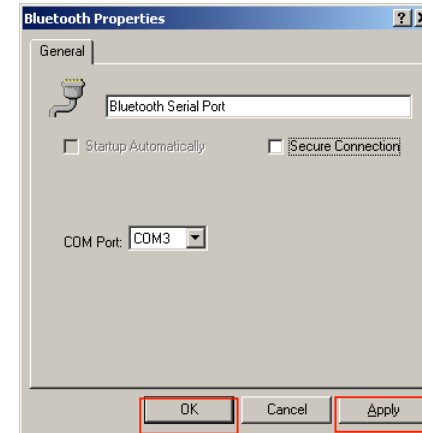 Bluetooth Properties
General
Bluetooth Serial Port
Startup Automatically
Secure Connection
COM Port: COM3
OK Cancel Apply